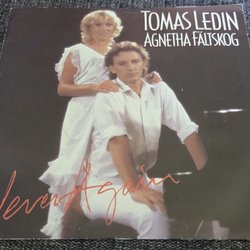 TOMAS LEDIN
AGNETHA FÄLTSKOG
Never Again